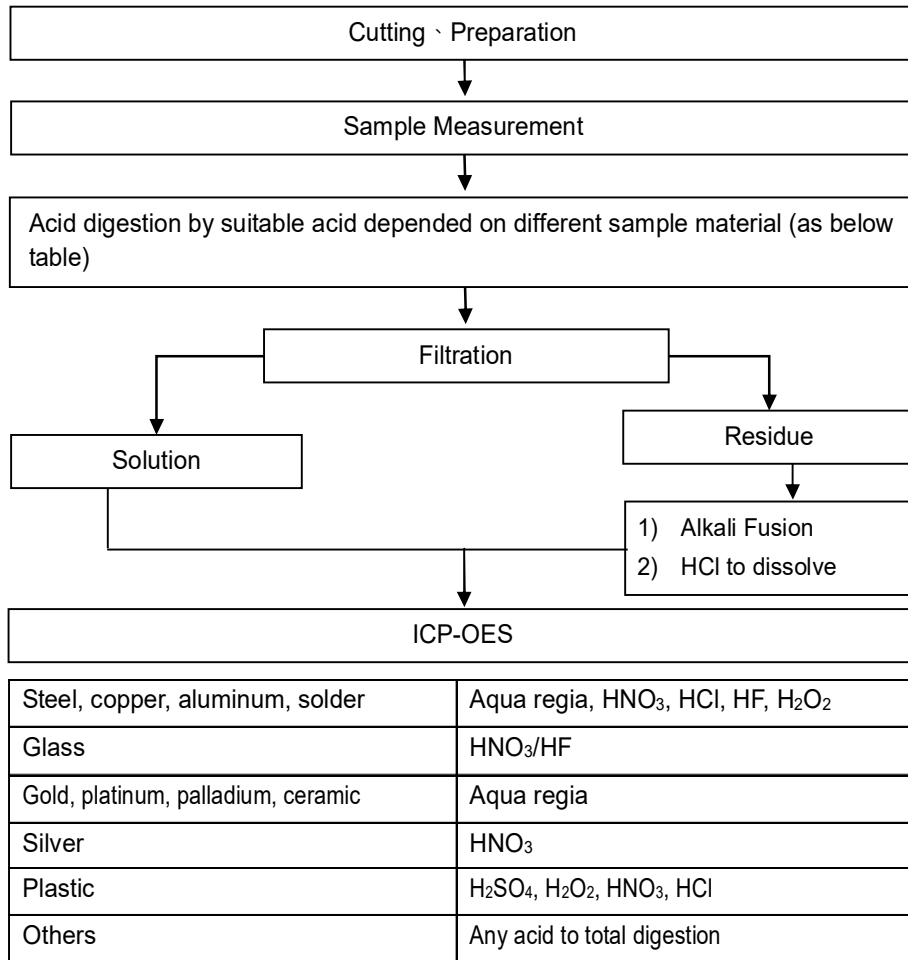 Cutting、Preparation
Sample Measurement
Acid digestion by suitable acid depended on different sample material (as below
table)
Filtration
Solution
Residue
1) Alkali Fusion
2) HCl to dissolve
ICP-OES
Steel, copper, aluminum, solder Aqua regia, HNO₃, HCl, HF, H₂O₂
Glass HNO₃/HF
Gold, platinum, palladium, ceramic Aqua regia
Silver HNO₃
Plastic H₂SO₄, H₂O₂, HNO₃, HCl
Others Any acid to total digestion